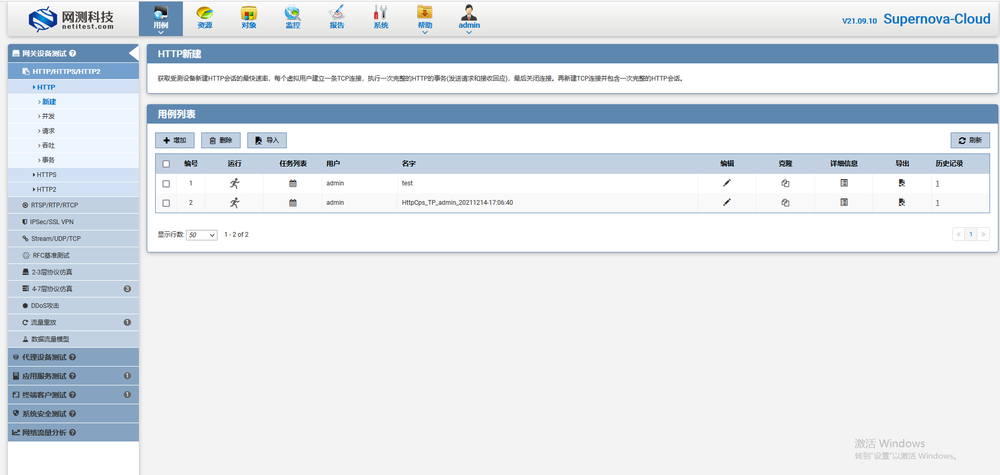 网测科技
netitest.com
用例
资源
对象
监控
报告
系统
帮助
admin
V21.09.10 Supernova-Cloud
网关设备测试
HTTP/HTTPS/HTTP2
HTTP
新建
并发
请求
吞吐
事务
HTTPS
HTTP2
RTSP/RTP/RTCP
IPSec/SSL VPN
Stream/UDP/TCP
RFC基准测试
2-3层协议仿真
4-7层协议仿真 3
DDoS攻击
流量重放 1
数据流量模型
代理设备测试
应用服务测试 1
终端客户测试 1
系统安全测试
网络流量分析
HTTP新建
获取受测设备新建HTTP会话的最快速率，每个虚拟用户建立一条TCP连接，执行一次完整的HTTP的事务(发送请求和接收回应)，最后关闭连接。再新建TCP连接并包含一次完整的HTTP会话。
用例列表
增加 删除 导入 刷新
编号 运行 任务列表 用户 名字 编辑 克隆 详细信息 导出 历史记录
1 admin test 1
2 admin HttpCps_TP_admin_20211214-17:06:40 1
显示行数: 50 1 - 2 of 2 « 1 »
激活 Windows
转到"设置"以激活 Windows。